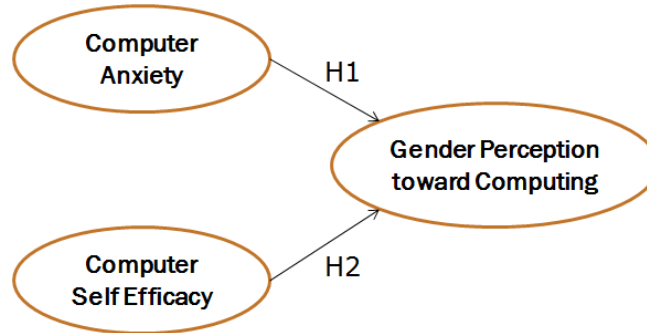 Computer
Anxiety
H1
Gender Perception
toward Computing
Computer
Self Efficacy
H2